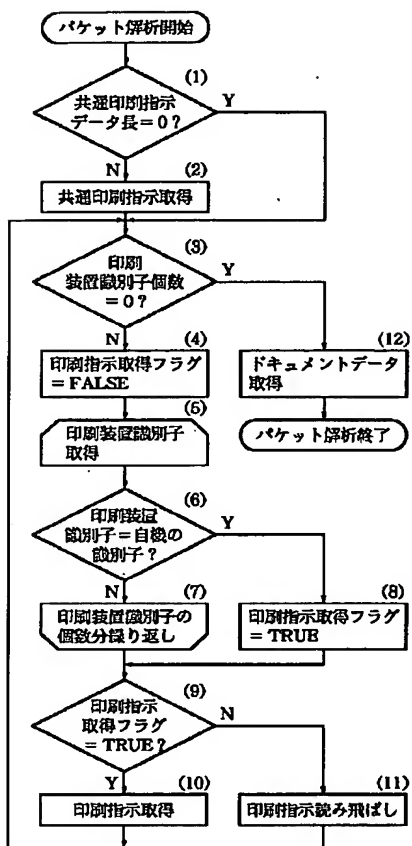 パケット解析開始
(1)
共通印刷指示
データ長=0?
Y
N
(2)
共通印刷指示取得
(3)
印刷
装置識別子個数
=0?
Y
N
(4)
印刷指示取得フラグ
=FALSE
(12)
ドキュメントデータ
取得
(5)
印刷装置識別子
取得
パケット解析終了
(6)
印刷装置
識別子=自機の
識別子?
Y
N
(7)
印刷装置識別子の
個数分繰り返し
(8)
印刷指示取得フラグ
=TRUE
(9)
印刷指示
取得フラグ
=TRUE?
N
Y
(10)
印刷指示取得
(11)
印刷指示読み飛ばし